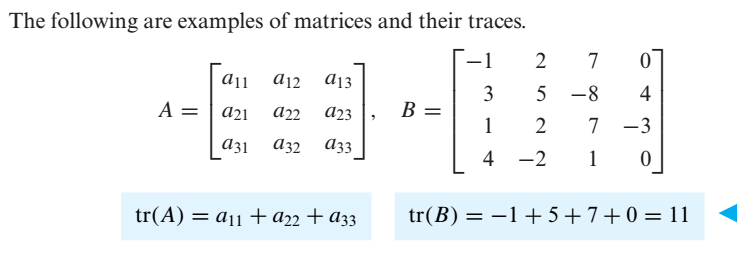 The following are examples of matrices and their traces.
A = [a11 a12 a13; a21 a22 a23; a31 a32 a33], B = [−1 2 7 0; 3 5 −8 4; 1 2 7 −3; 4 −2 1 0]
tr(A) = a11 + a22 + a33 tr(B) = −1 + 5 + 7 + 0 = 11